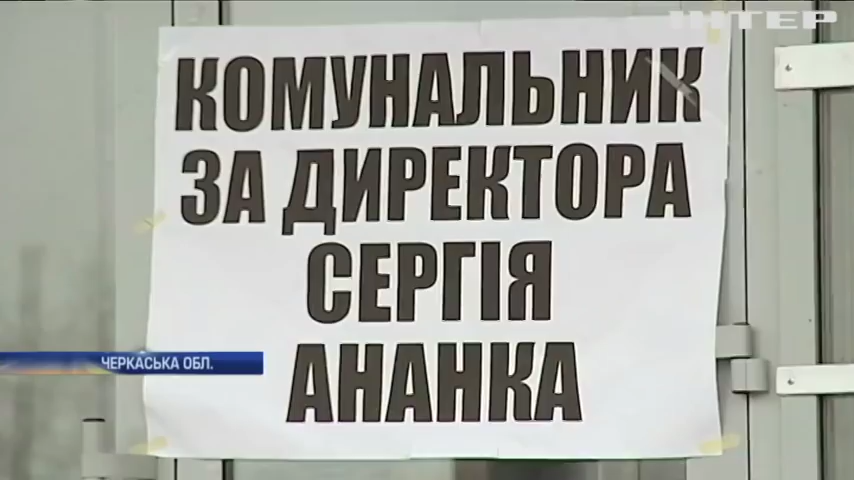 ІНТЕР
КОМУНАЛЬНИК
ЗА ДИРЕКТОРА
СЕРГІЯ
АНАНКА
ЧЕРКАСЬКА ОБЛ.